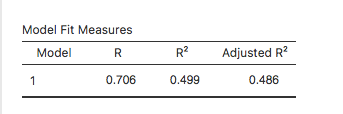 Model Fit Measures
Model R R² Adjusted R²
1 0.706 0.499 0.486